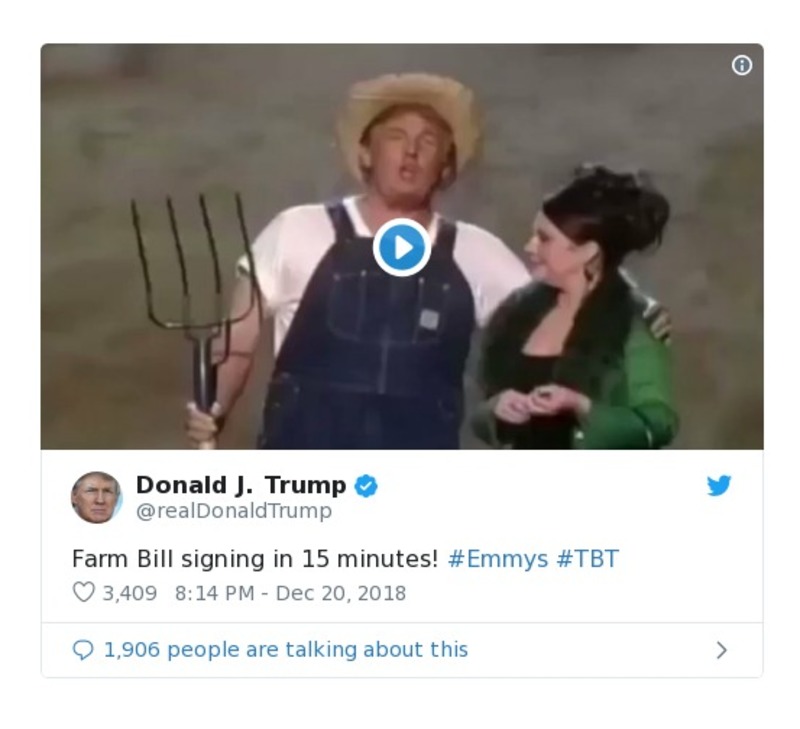 Donald J. Trump
@realDonaldTrump
Farm Bill signing in 15 minutes! #Emmys #TBT
3,409 8:14 PM - Dec 20, 2018
1,906 people are talking about this